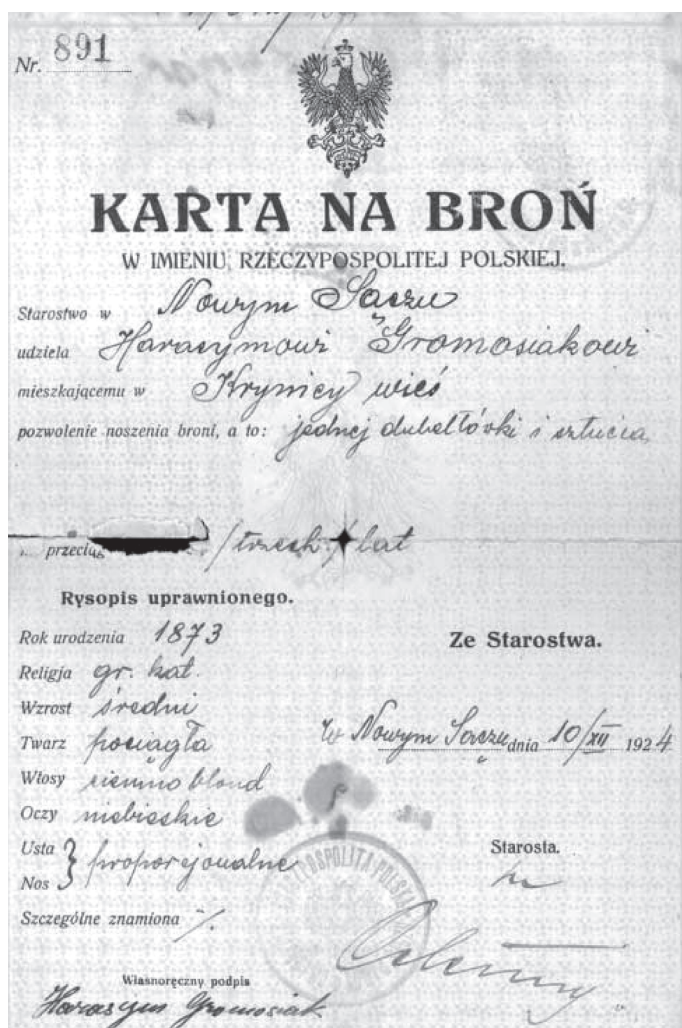 Nr. 891
KARTA NA BROŃ
W IMIENIU RZECZYPOSPOLITEJ POLSKIEJ.
Starostwo w Nowym Sączu
udziela Harasymowi Gromosiakowi
mieszkającemu w Krynicy wieś
pozwolenie noszenia broni, a to: jednej dubeltówki i sztućca
przeciąg /trzech/ lat
Rysopis uprawnionego.
Rok urodzenia 1873
Ze Starostwa.
Religja gr. kat.
Wzrost średni
Twarz pociągła
W Nowym Sączu dnia 10/XII 1924
Włosy ciemno blond
Oczy niebieskie
Usta
Nos } proporcjonalne
Starosta.
Szczególne znamiona ·/.
RZECZYPOSPOLITA POLSKA
Własnoręczny podpis
Harasym Gromosiak